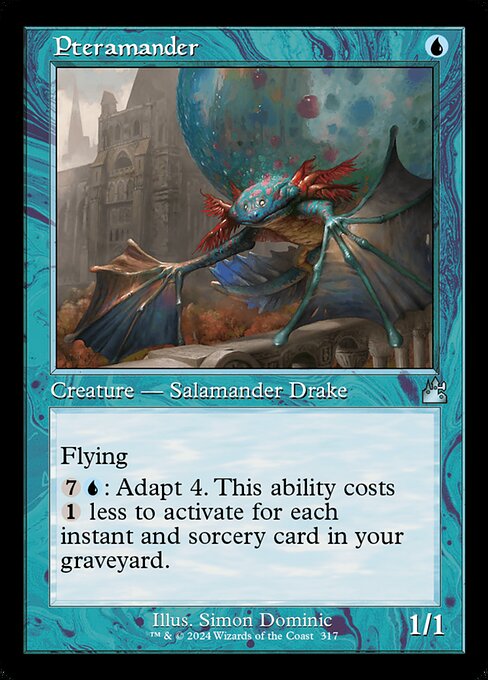 Pteramander
Creature — Salamander Drake
Flying
7 : Adapt 4. This ability costs
1 less to activate for each
instant and sorcery card in your
graveyard.
Illus. Simon Dominic
™ & © 2024 Wizards of the Coast 317
1/1